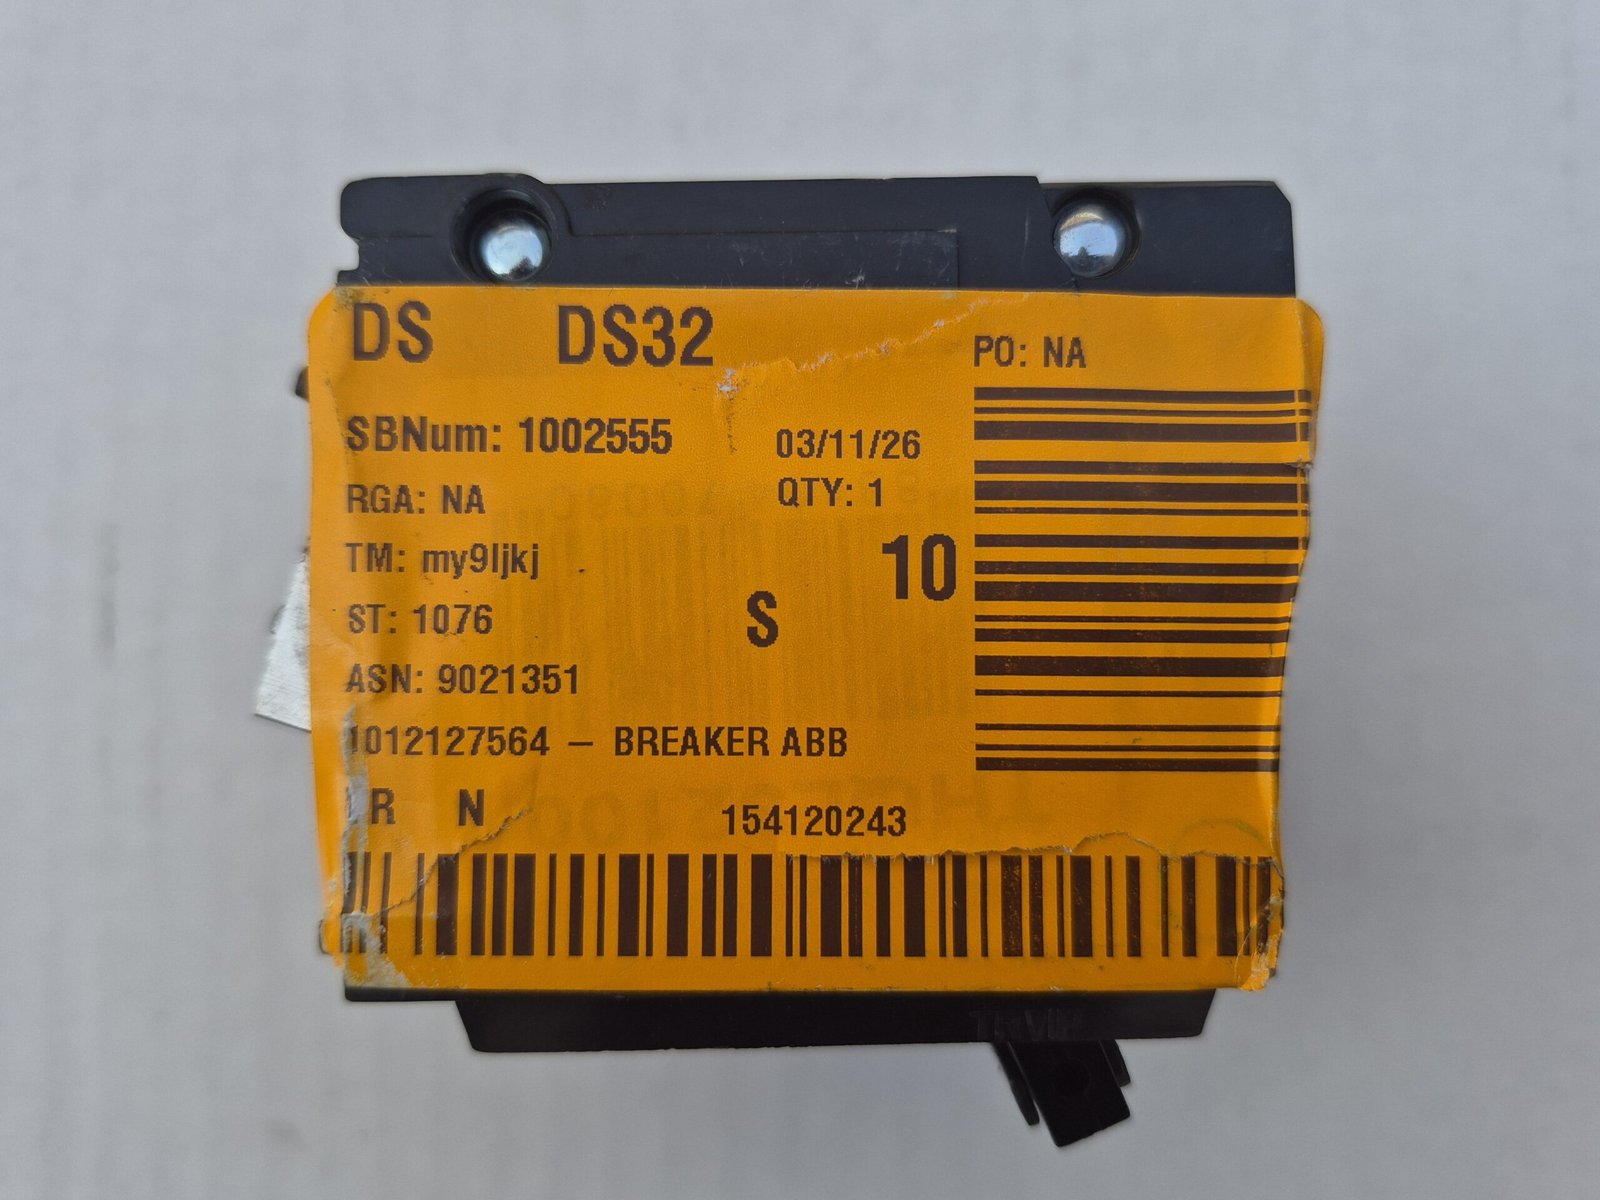 DS DS32
PO: NA
SBNum: 1002555 03/11/26
RGA: NA QTY: 1
TM: my9ljkj 10
ST: 1076 S
ASN: 9021351
1012127564 – BREAKER ABB
R N 154120243